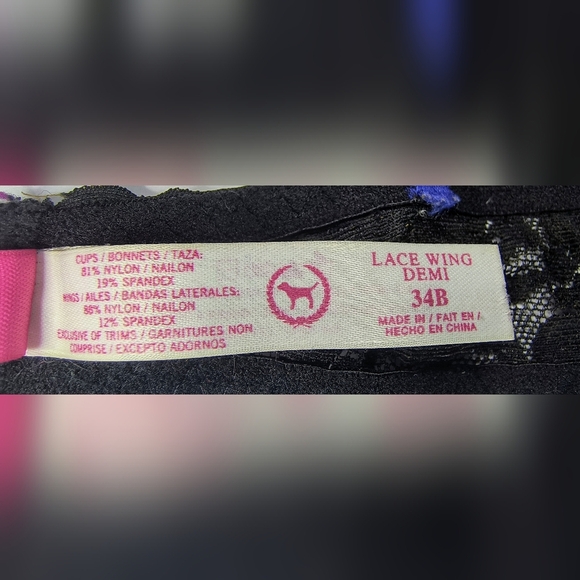 CUPS / BONNETS / TAZA:
81% NYLON / NAILON
19% SPANDEX
WINGS / AILES / BANDAS LATERALES:
88% NYLON / NAILON
12% SPANDEX
EXCLUSIVE OF TRIMS / GARNITURES NON
COMPRISE / EXCEPTO ADORNOS
LACE WING
DEMI
34B
MADE IN / FAIT EN /
HECHO EN CHINA